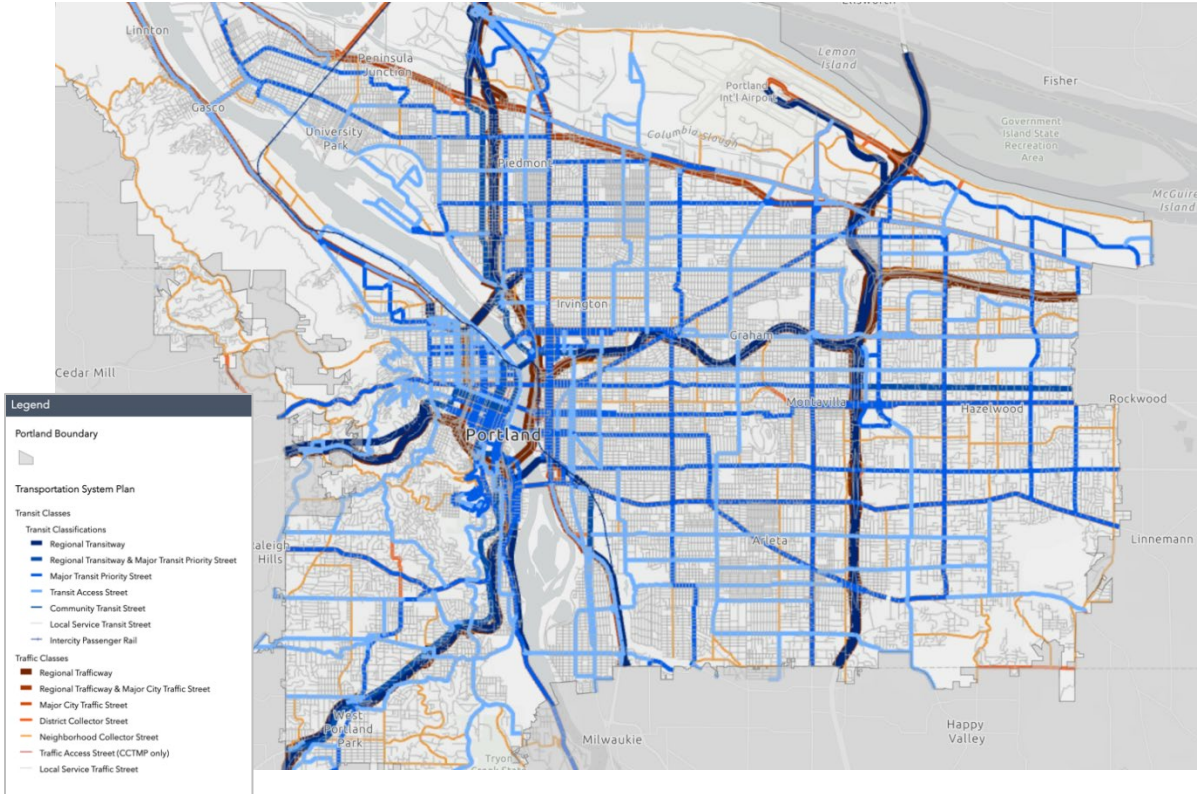 Ellsworth
Linnton
Lemon
Island
Peninsula
Junction
Fisher
Portland
Int'l Airport
Gasco
Government
Island State
Recreation
Area
University
Park
Columbia Slough
Piedmont
McGuire
Island
Irvington
Graham
Cedar Mill
Rockwood
Montavilla
Hazelwood
Portland
Linnemann
Raleigh
Hills
Arleta
West
Portland
Park
Milwaukie
Happy
Valley
Tryon
Creek State
Legend
Portland Boundary
Transportation System Plan
Transit Classes
Transit Classifications
Regional Transitway
Regional Transitway & Major Transit Priority Street
Major Transit Priority Street
Transit Access Street
Community Transit Street
Local Service Transit Street
Intercity Passenger Rail
Traffic Classes
Regional Trafficway
Regional Trafficway & Major City Traffic Street
Major City Traffic Street
District Collector Street
Neighborhood Collector Street
Traffic Access Street (CCTMP only)
Local Service Traffic Street